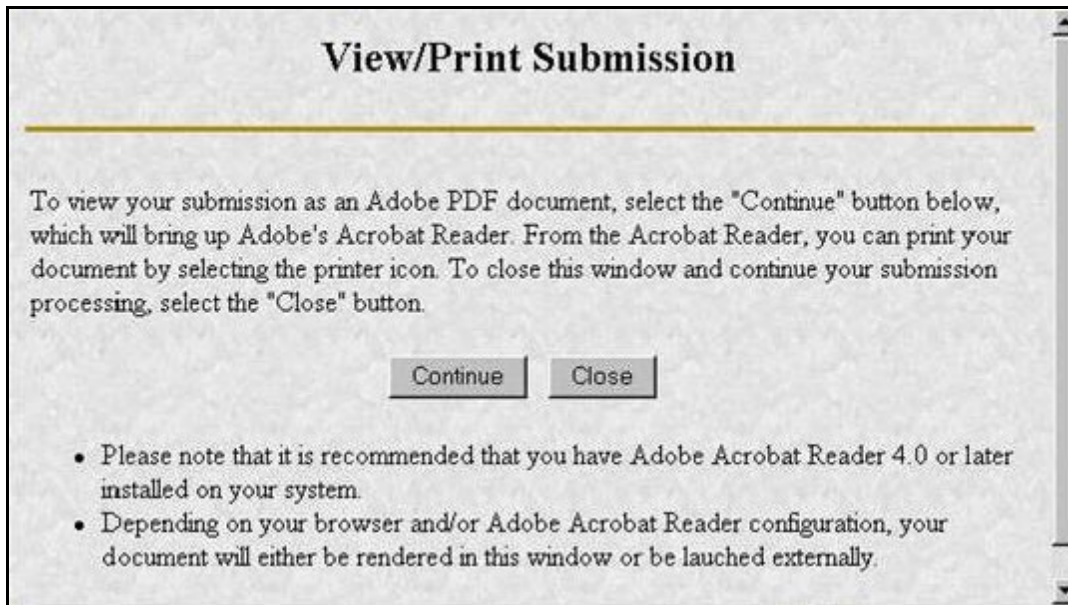 View/Print Submission
To view your submission as an Adobe PDF document, select the "Continue" button below,
which will bring up Adobe's Acrobat Reader. From the Acrobat Reader, you can print your
document by selecting the printer icon. To close this window and continue your submission
processing, select the "Close" button.
Continue Close
• Please note that it is recommended that you have Adobe Acrobat Reader 4.0 or later
installed on your system.
• Depending on your browser and/or Adobe Acrobat Reader configuration, your
document will either be rendered in this window or be lauched externally.